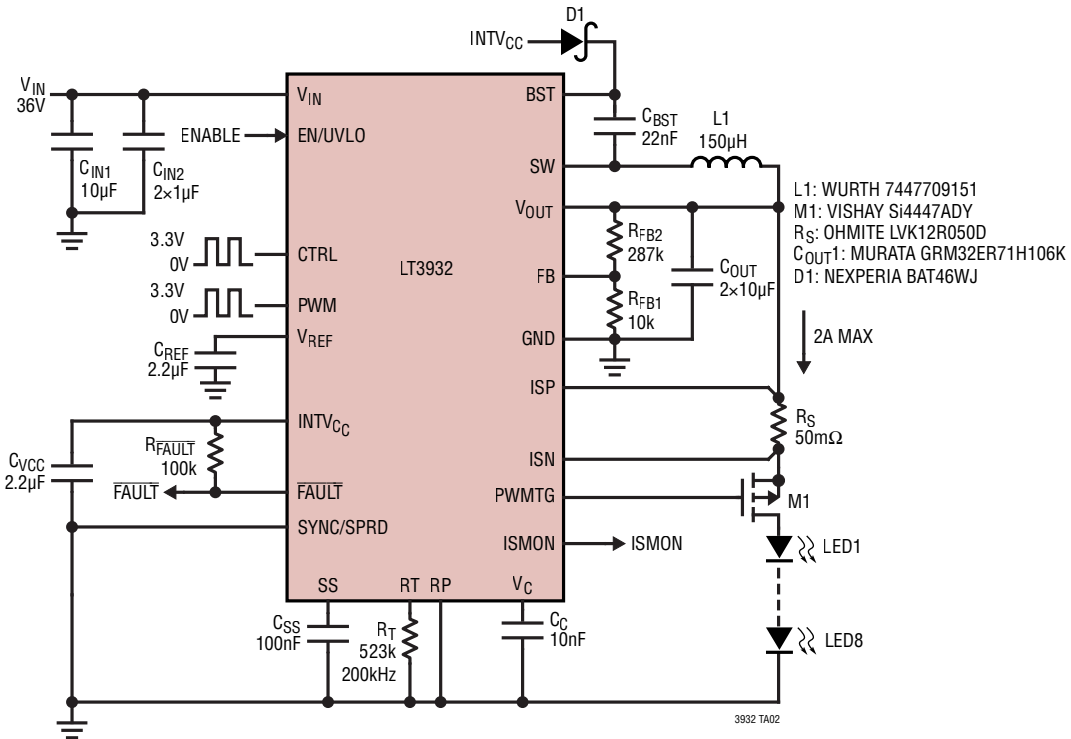 D1
INTVCC
VIN
36V
VIN
BST
CBST
22nF
L1
150µH
ENABLE
EN/UVLO
CIN1
10µF
CIN2
2×1µF
SW
L1: WURTH 7447709151
M1: VISHAY Si4447ADY
RS: OHMITE LVK12R050D
COUT1: MURATA GRM32ER71H106K
D1: NEXPERIA BAT46WJ
VOUT
RFB2
287k
3.3V
0V
CTRL
LT3932
FB
COUT
2×10µF
3.3V
0V
PWM
RFB1
10k
VREF
GND
2A MAX
CREF
2.2µF
ISP
INTVCC
RS
50mΩ
RFAULT
100k
CVCC
2.2µF
ISN
FAULT
FAULT
PWMTG
M1
SYNC/SPRD
ISMON
ISMON
LED1
SS
RT
RP
VC
CSS
100nF
RT
523k
200kHz
CC
10nF
LED8
3932 TA02